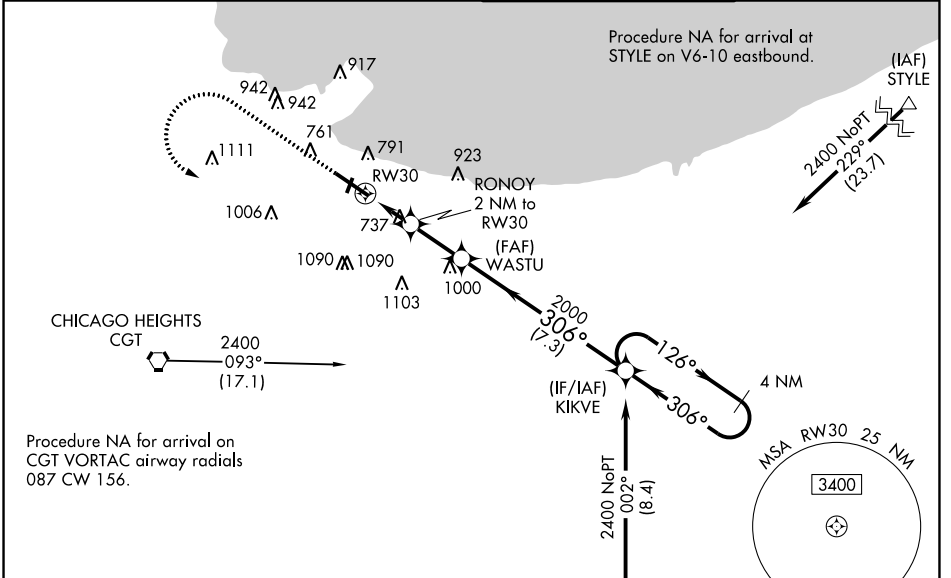 Procedure NA for arrival at
STYLE on V6-10 eastbound.
(IAF)
STYLE
2400 NoPT
229°
(23.7)
917
942
942
761
791
1111
RW30
923
RONOY
2 NM to
RW30
737
1006
(FAF)
WASTU
1090
1090
1000
1103
2000
306°
(7.3)
CHICAGO HEIGHTS
CGT
2400
093°
(17.1)
126°
4 NM
(IF/IAF)
KIKVE
306°
Procedure NA for arrival on
CGT VORTAC airway radials
087 CW 156.
2400 NoPT
002°
(8.4)
MSA RW30 25 NM
3400